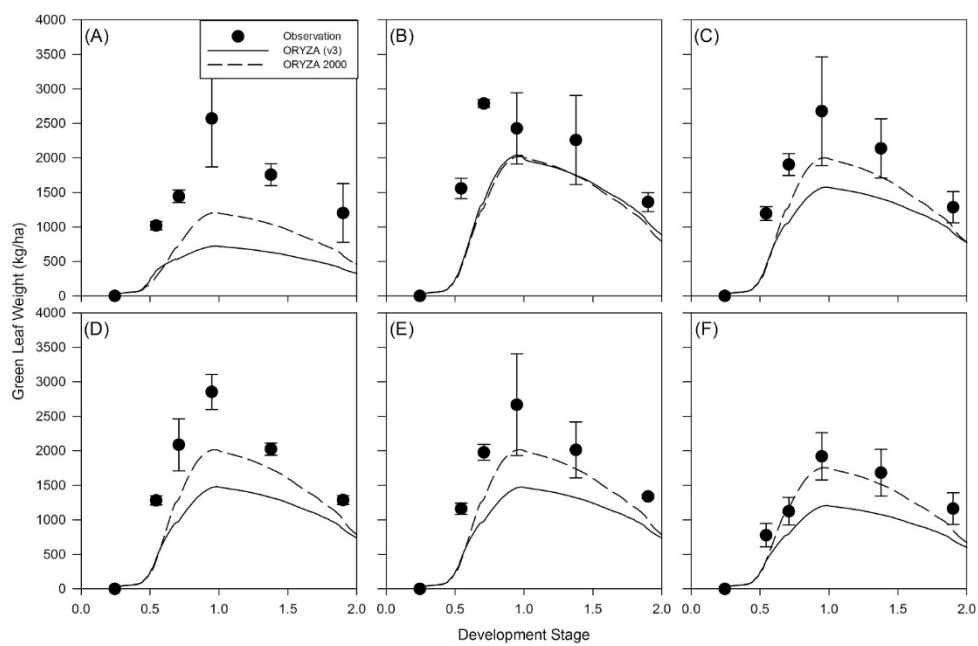 (A)
Observation
ORYZA (v3)
ORYZA 2000
(B)
(C)
4000
3500
3000
2500
2000
1500
1000
500
0
(D)
(E)
(F)
4000
3500
3000
2500
2000
1500
1000
500
0
Green Leaf Weight (kg/ha)
0.0 0.5 1.0 1.5 2.0 0.0 0.5 1.0 1.5 2.0 0.0 0.5 1.0 1.5 2.0
Development Stage